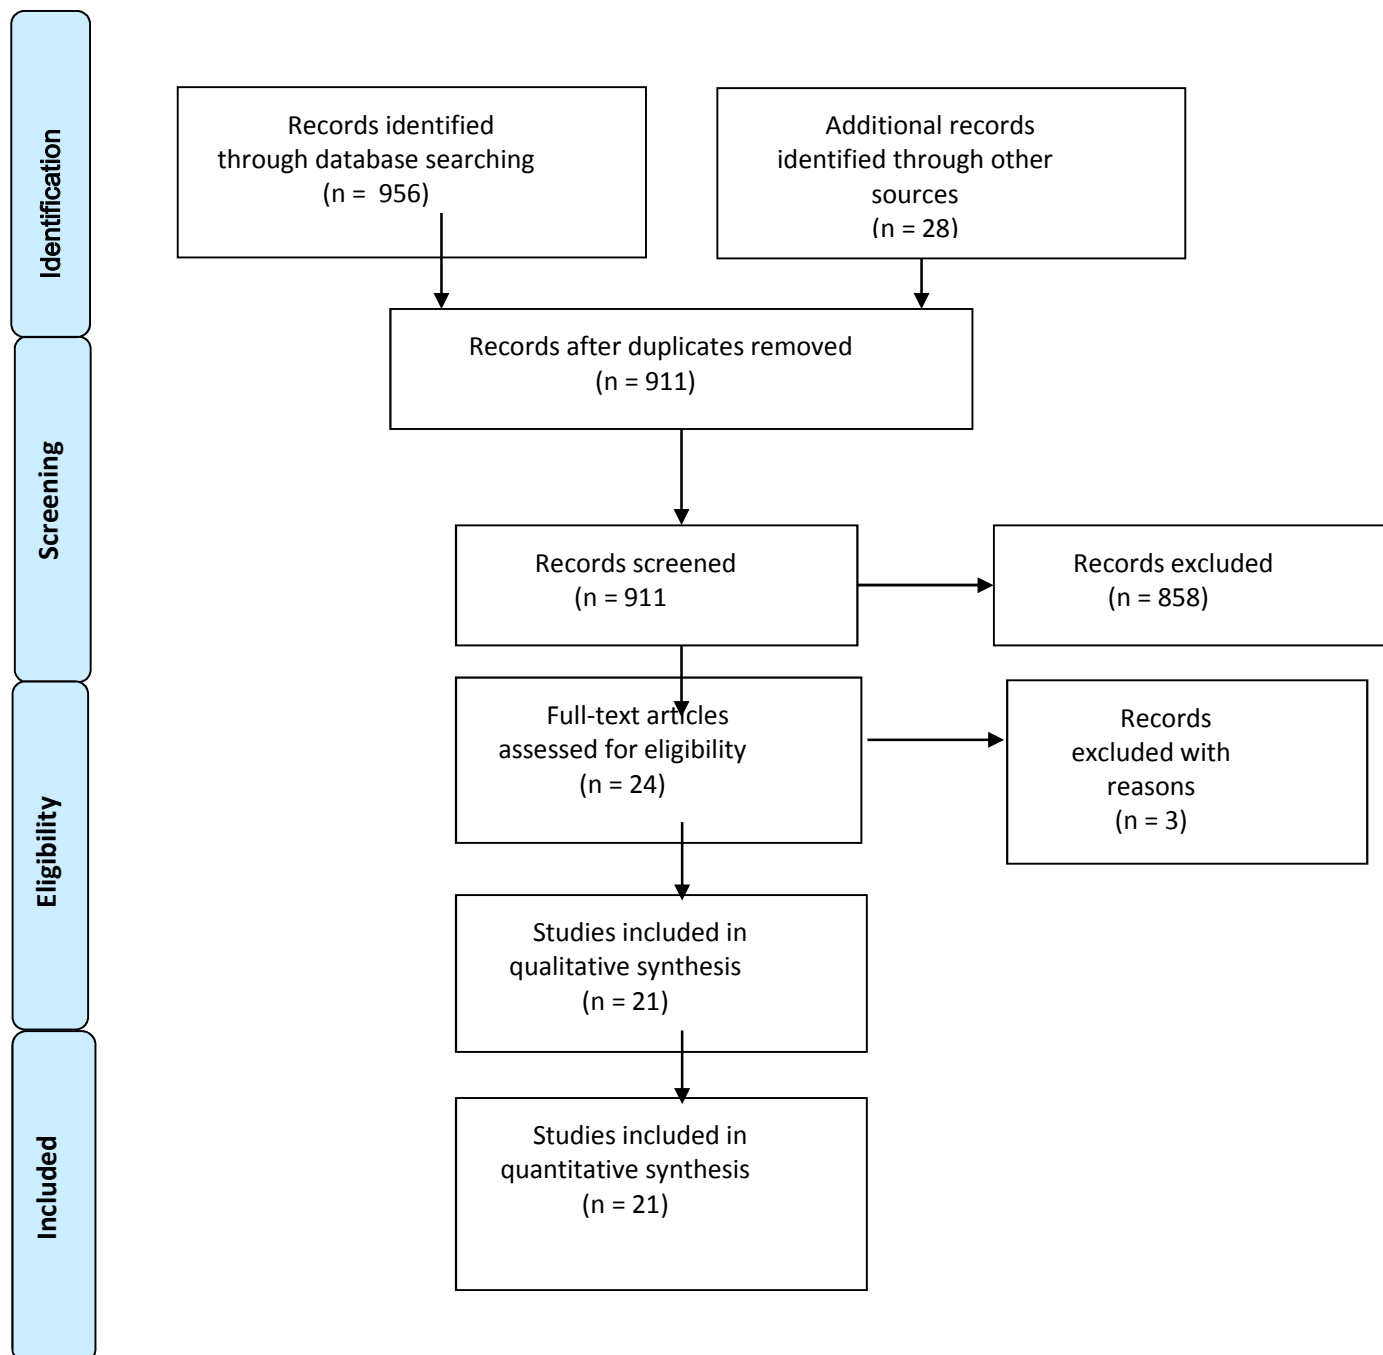 Identification
Records identified
through database searching
(n = 956)
Additional records
identified through other
sources
(n = 28)
Records after duplicates removed
(n = 911)
Screening
Records screened
(n = 911
Records excluded
(n = 858)
Eligibility
Full-text articles
assessed for eligibility
(n = 24)
Records
excluded with
reasons
(n = 3)
Studies included in
qualitative synthesis
(n = 21)
Included
Studies included in
quantitative synthesis
(n = 21)